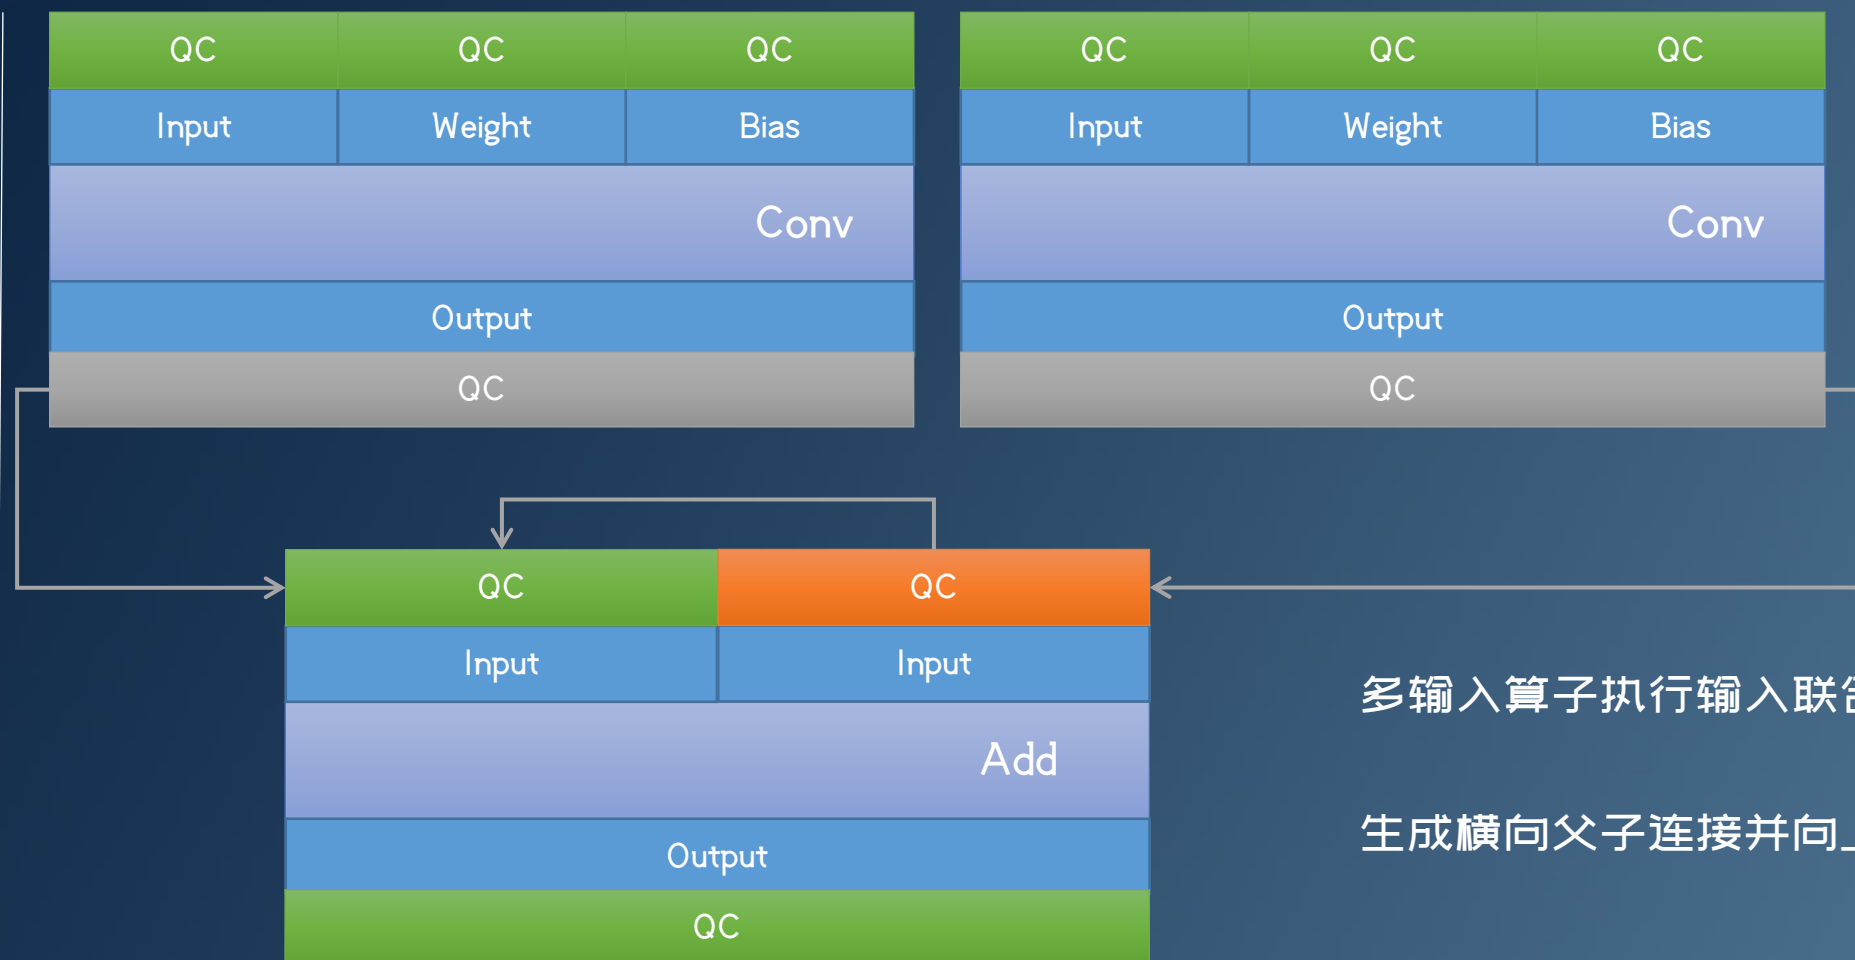 QC QC QC
Input Weight Bias
Conv
Output
QC
QC QC QC
Input Weight Bias
Conv
Output
QC
QC QC
Input Input
Add
Output
QC
多输入算子执行输入联
生成横向父子连接并向